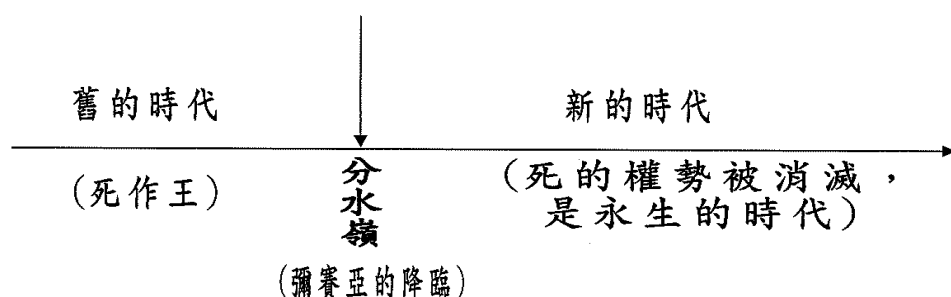 舊的時代
新的時代
(死作王)
分水嶺
(死的權勢被消滅，
是永生的時代)
(彌賽亞的降臨)